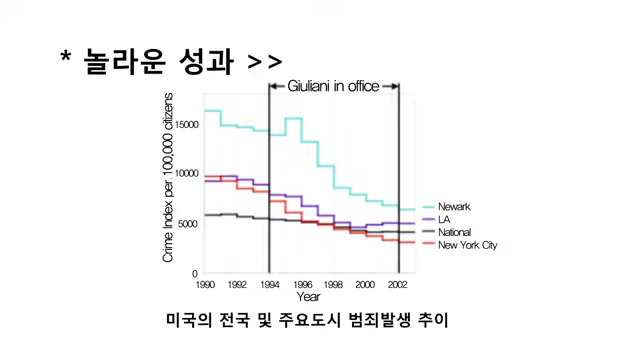 * 놀라운 성과 >>
Giuliani in office
Crime Index per 100,000 citizens
15000
10000
5000
0
1990 1992 1994 1996 1998 2000 2002
Year
Newark
LA
National
New York City
미국의 전국 및 주요도시 범죄발생 추이